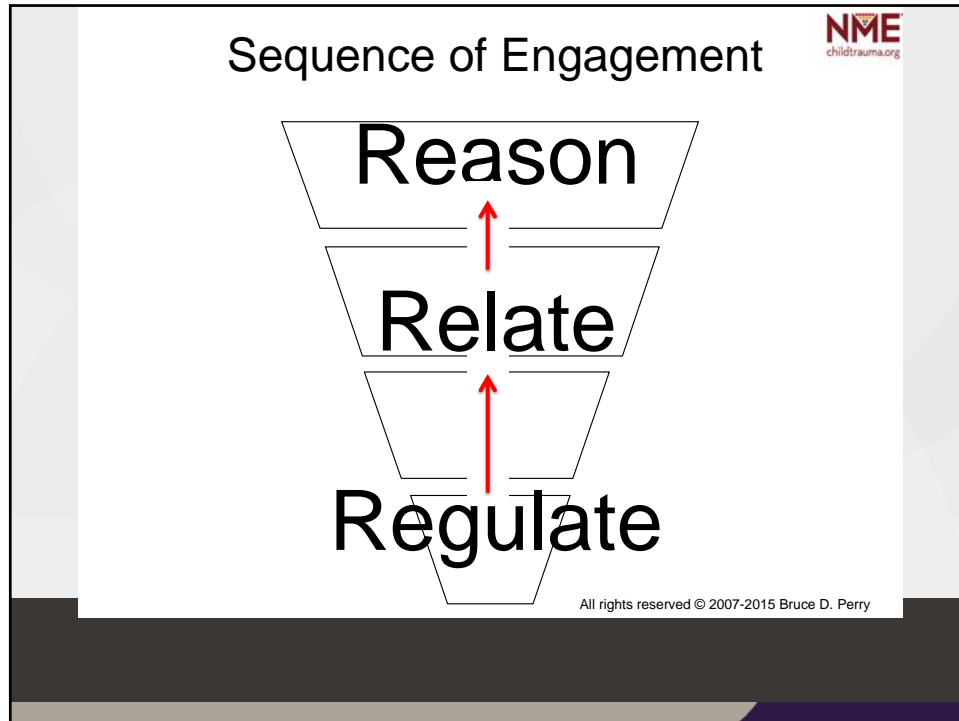 Sequence of Engagement
NME
childtrauma.org
Reason
Relate
Regulate
All rights reserved © 2007-2015 Bruce D. Perry